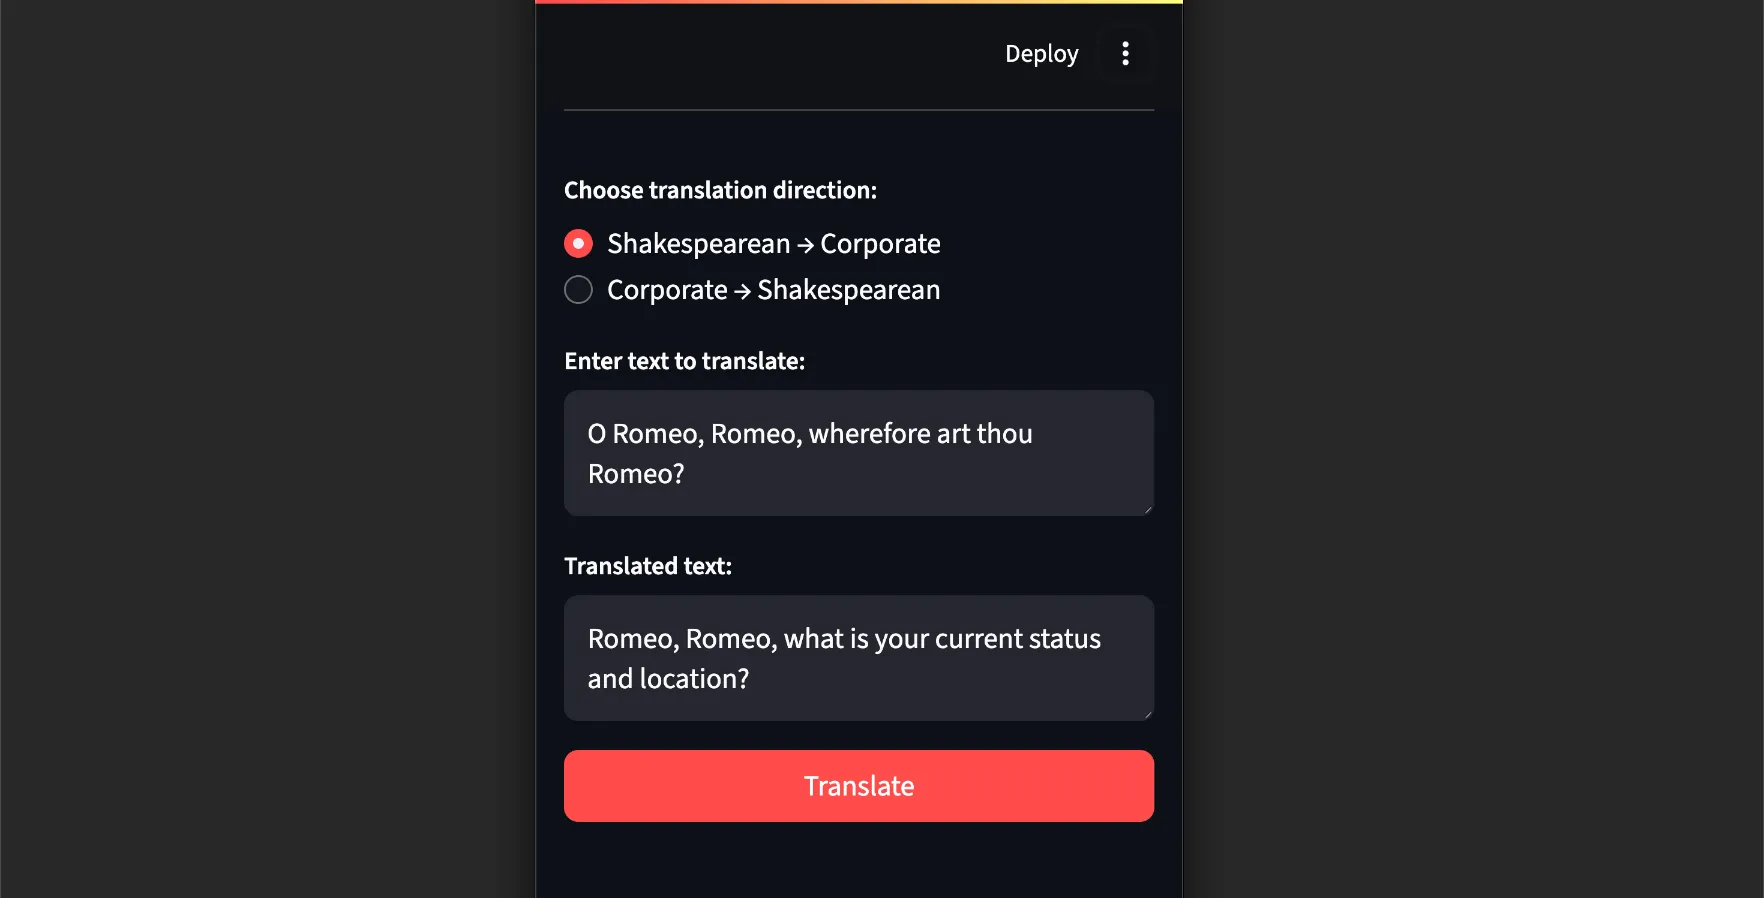 Deploy
Choose translation direction:
Shakespearean → Corporate
Corporate → Shakespearean
Enter text to translate:
O Romeo, Romeo, wherefore art thou
Romeo?
Translated text:
Romeo, Romeo, what is your current status
and location?
Translate